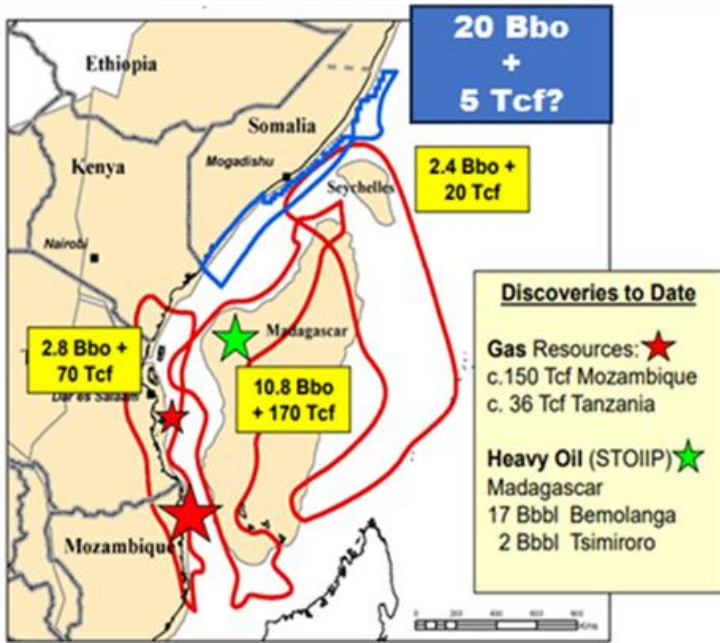 20 Bbo
+
5 Tcf?
Ethiopia
Somalia
Kenya
Mogadishu
2.4 Bbo +
20 Tcf
Seychelles
Nairobi
Discoveries to Date
Gas Resources:
c.150 Tcf Mozambique
c. 36 Tcf Tanzania
Heavy Oil (STOIIP)
Madagascar
17 Bbbl Bemolanga
2 Bbbl Tsimiroro
Madagascar
2.8 Bbo +
70 Tcf
T
Dar es Salaam
10.8 Bbo
+ 170 Tcf
Mozambique
Kms